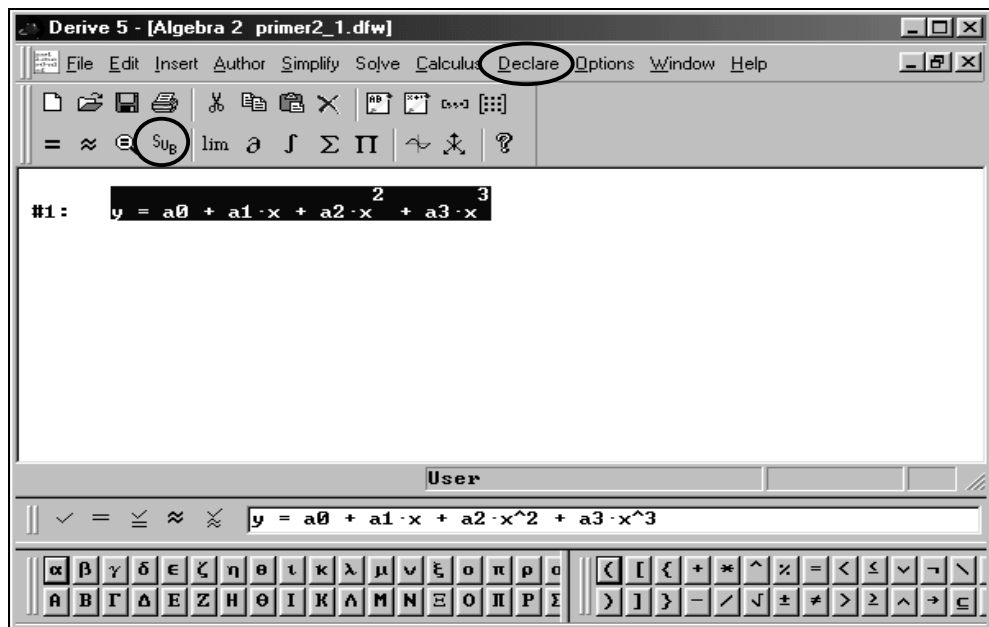 Derive 5 - [Algebra 2 primer2_1.dfw]
File Edit Insert Author Simplify Solve Calculus Declare Options Window Help
= ≈ SUB lim ∂ ∫ Σ Π ?
#1: y = a0 + a1·x + a2·x^2 + a3·x^3
User
y = a0 + a1·x + a2·x^2 + a3·x^3
α β γ δ ε ζ η θ ι κ λ μ ν ξ ο π ρ σ ( [ { + * ^ % = < ≤ ∨ ¬ \
Α Β Γ Δ Ε Ζ Η Θ Ι Κ Λ Μ Ν Ξ Ο Π Ρ Σ ) ] } - / √ ± ≠ > ≥ ∧ → ⊆